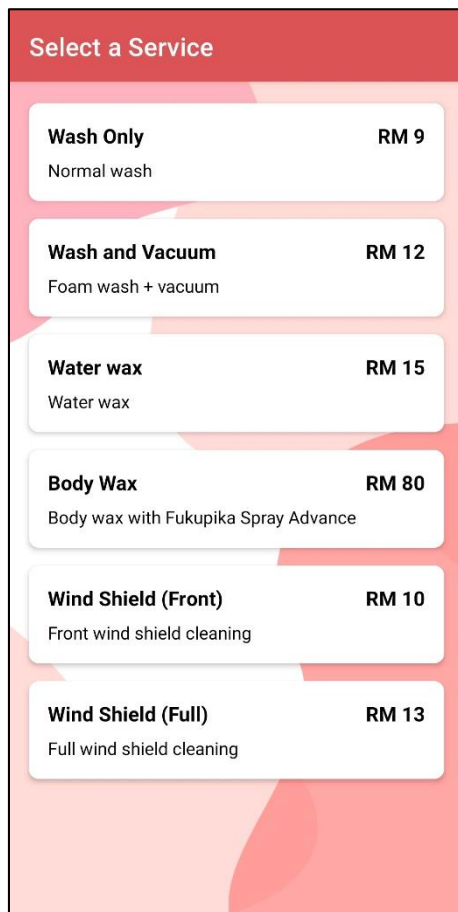 Select a Service
Wash Only RM 9
Normal wash
Wash and Vacuum RM 12
Foam wash + vacuum
Water wax RM 15
Water wax
Body Wax RM 80
Body wax with Fukupika Spray Advance
Wind Shield (Front) RM 10
Front wind shield cleaning
Wind Shield (Full) RM 13
Full wind shield cleaning